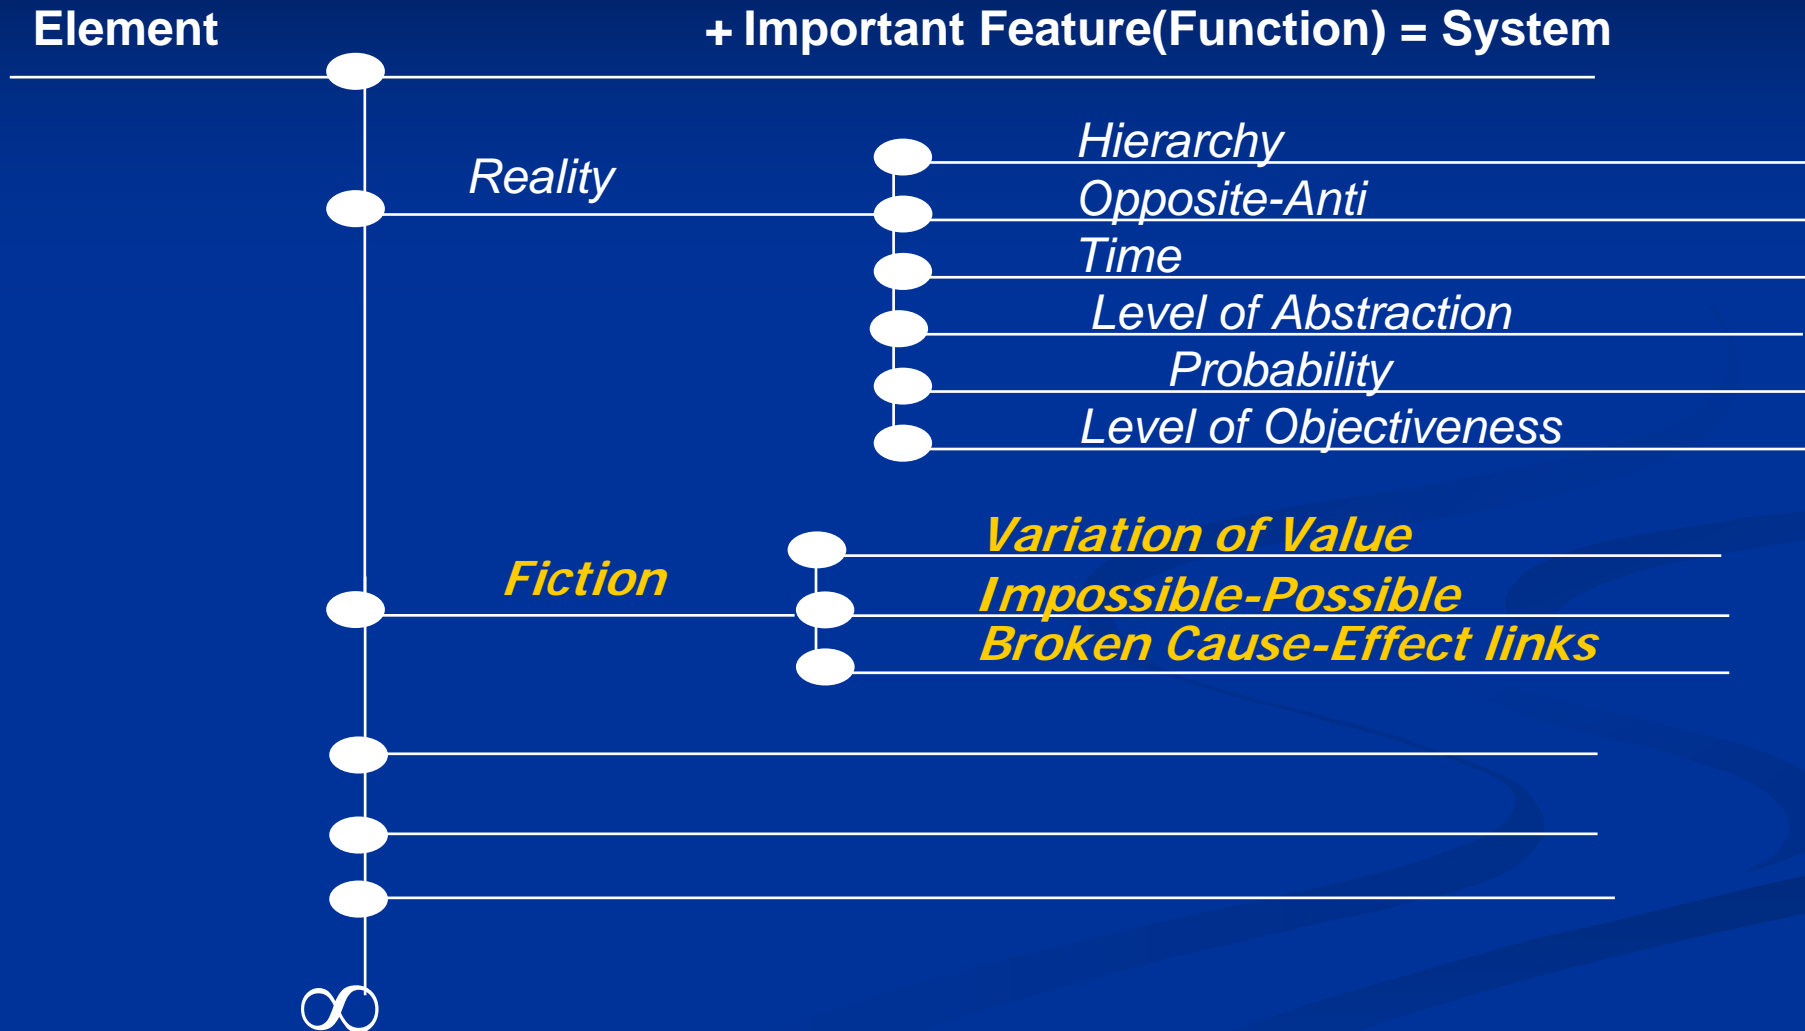 Element + Important Feature(Function) = System
Hierarchy
Reality
Opposite-Anti
Time
Level of Abstraction
Probability
Level of Objectiveness
Variation of Value
Fiction
Impossible-Possible
Broken Cause-Effect links
∞